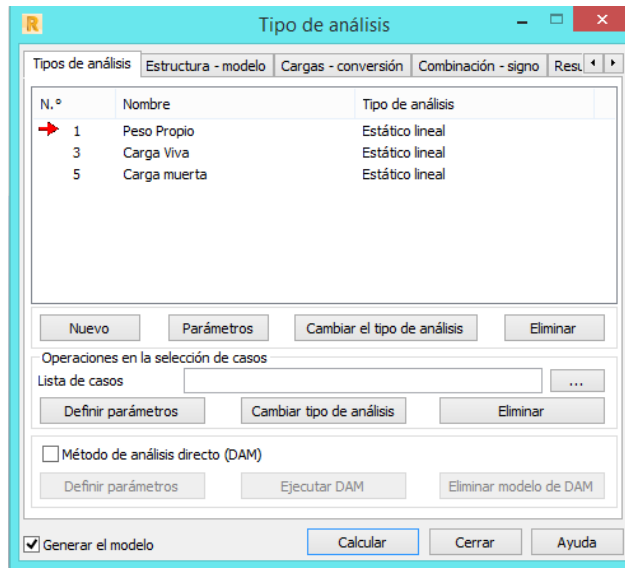 R
Tipo de análisis
Tipos de análisis Estructura - modelo Cargas - conversión Combinación - signo Resu
N.º Nombre Tipo de análisis
1 Peso Propio Estático lineal
3 Carga Viva Estático lineal
5 Carga muerta Estático lineal
Nuevo Parámetros Cambiar el tipo de análisis Eliminar
Operaciones en la selección de casos
Lista de casos ...
Definir parámetros Cambiar tipo de análisis Eliminar
Método de análisis directo (DAM)
Definir parámetros Ejecutar DAM Eliminar modelo de DAM
Generar el modelo Calcular Cerrar Ayuda